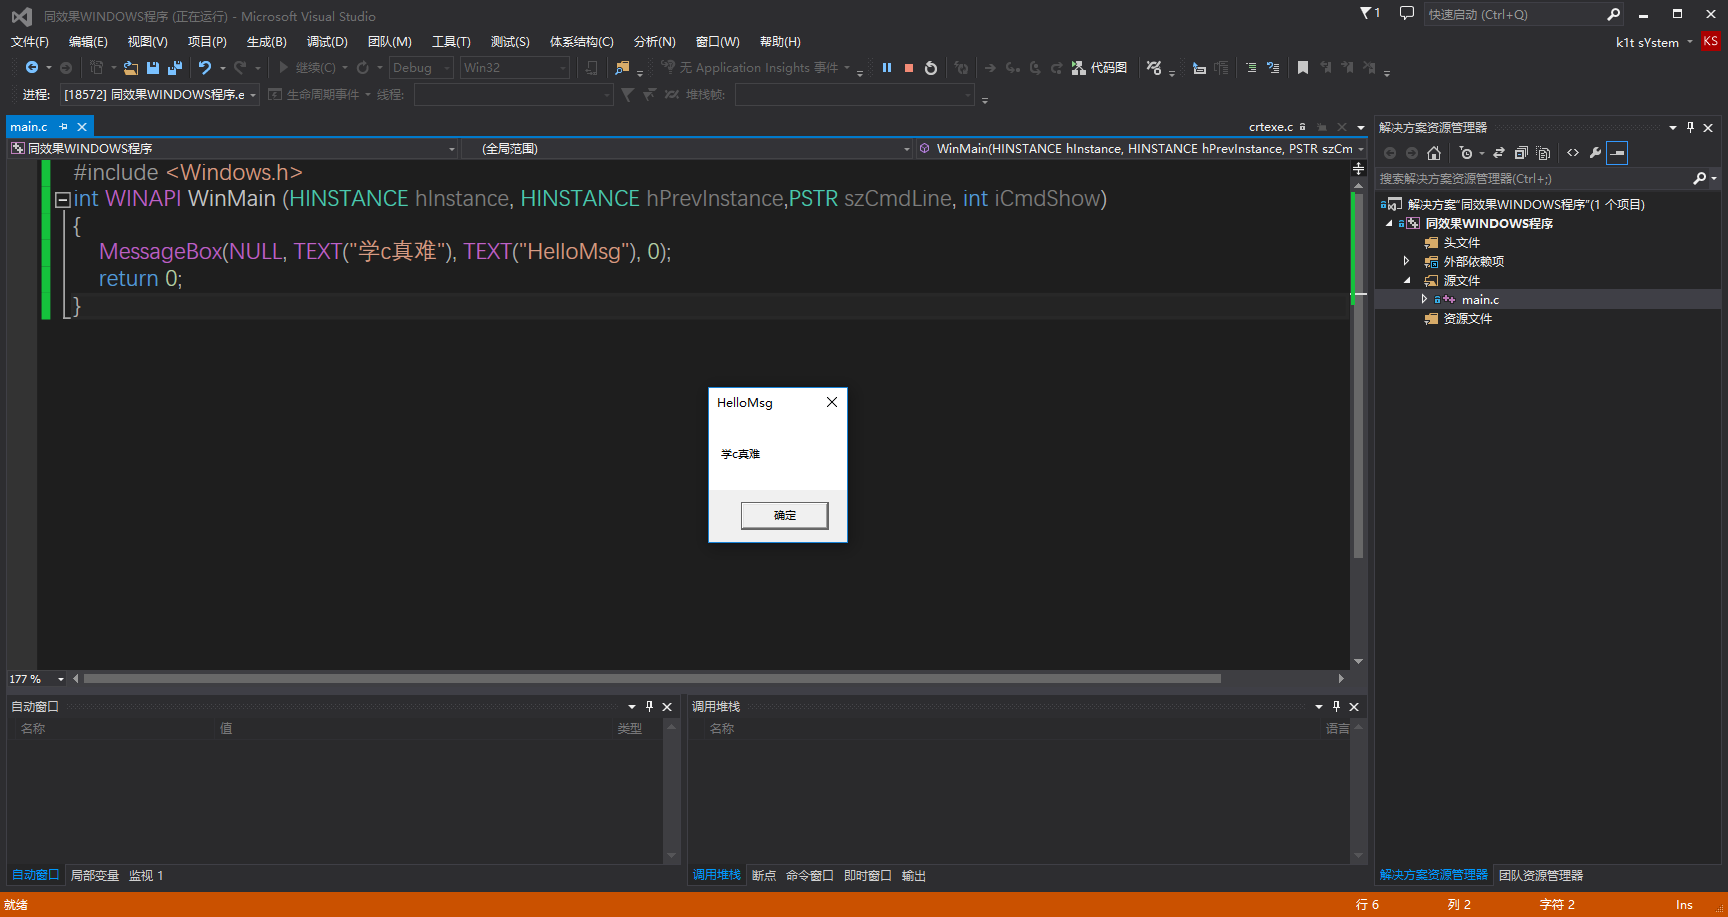 同效果WINDOWS程序 (正在运行) - Microsoft Visual Studio
1
快速启动 (Ctrl+Q)
文件(F) 编辑(E) 视图(V) 项目(P) 生成(B) 调试(D) 团队(M) 工具(T) 测试(S) 体系结构(C) 分析(N) 窗口(W) 帮助(H)
k1t sYstem KS
继续(C) Debug Win32 无 Application Insights 事件 代码图
进程: [18572] 同效果WINDOWS程序.e 生命周期事件 线程: 堆栈帧:
main.c crtexe.c
同效果WINDOWS程序 (全局范围) WinMain(HINSTANCE hInstance, HINSTANCE hPrevInstance, PSTR szCm
#include <Windows.h>
int WINAPI WinMain (HINSTANCE hInstance, HINSTANCE hPrevInstance,PSTR szCmdLine, int iCmdShow)
{
MessageBox(NULL, TEXT("学c真难"), TEXT("HelloMsg"), 0);
return 0;
}
HelloMsg
学c真难
确定
177 %
解决方案资源管理器
搜索解决方案资源管理器(Ctrl+;)
解决方案"同效果WINDOWS程序"(1 个项目)
同效果WINDOWS程序
头文件
外部依赖项
源文件
main.c
资源文件
自动窗口
名称 值 类型
调用堆栈
名称 语言
自动窗口 局部变量 监视 1
调用堆栈 断点 命令窗口 即时窗口 输出
解决方案资源管理器 团队资源管理器
就绪 行 6 列 2 字符 2 Ins